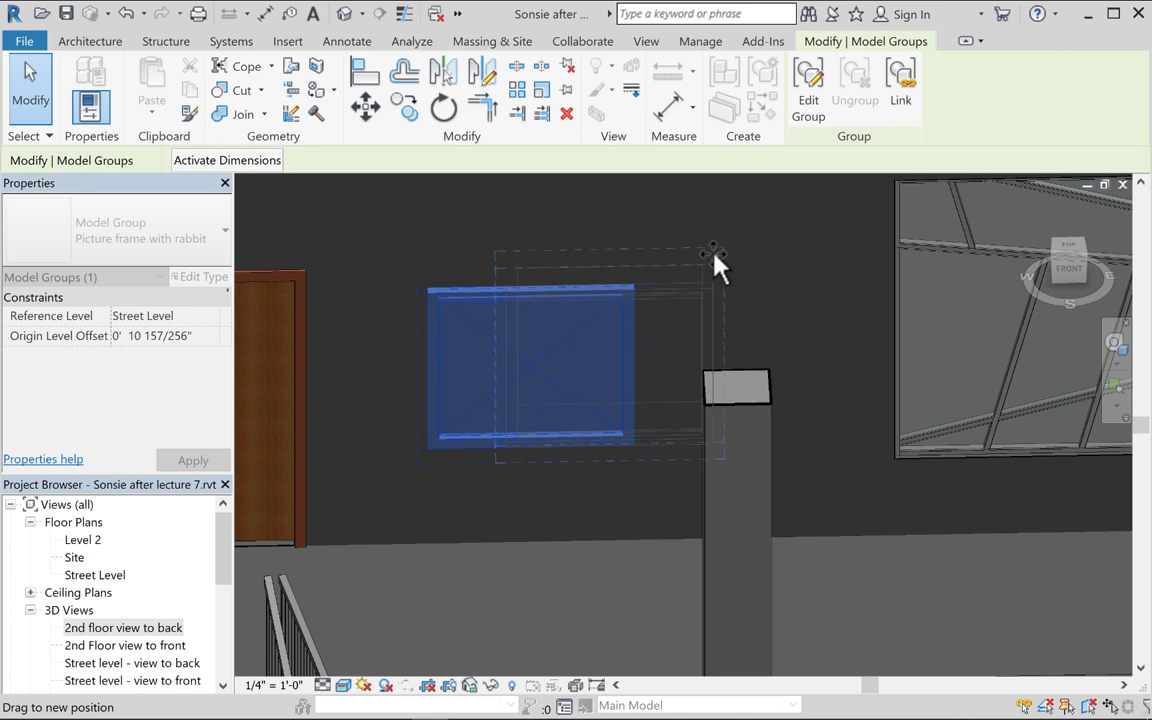 Sonsie after ...
Type a keyword or phrase
Sign In
File
Architecture
Structure
Systems
Insert
Annotate
Analyze
Massing & Site
Collaborate
View
Manage
Add-Ins
Modify | Model Groups
Modify
Paste
Cope
Cut
Join
Edit
Group
Ungroup
Link
Select
Properties
Clipboard
Geometry
Modify
View
Measure
Create
Group
Modify | Model Groups
Activate Dimensions
Properties
Model Group
Picture frame with rabbit
Model Groups (1)
Edit Type
Constraints
Reference Level
Street Level
Origin Level Offset
0' 10 157/256"
Properties help
Apply
Project Browser - Sonsie after lecture 7.rvt
Views (all)
Floor Plans
Level 2
Site
Street Level
Ceiling Plans
3D Views
2nd floor view to back
2nd Floor view to front
Street level - view to back
Street level - view to front
TOP
FRONT
W
S
1/4" = 1'-0"
Drag to new position
:0
Main Model